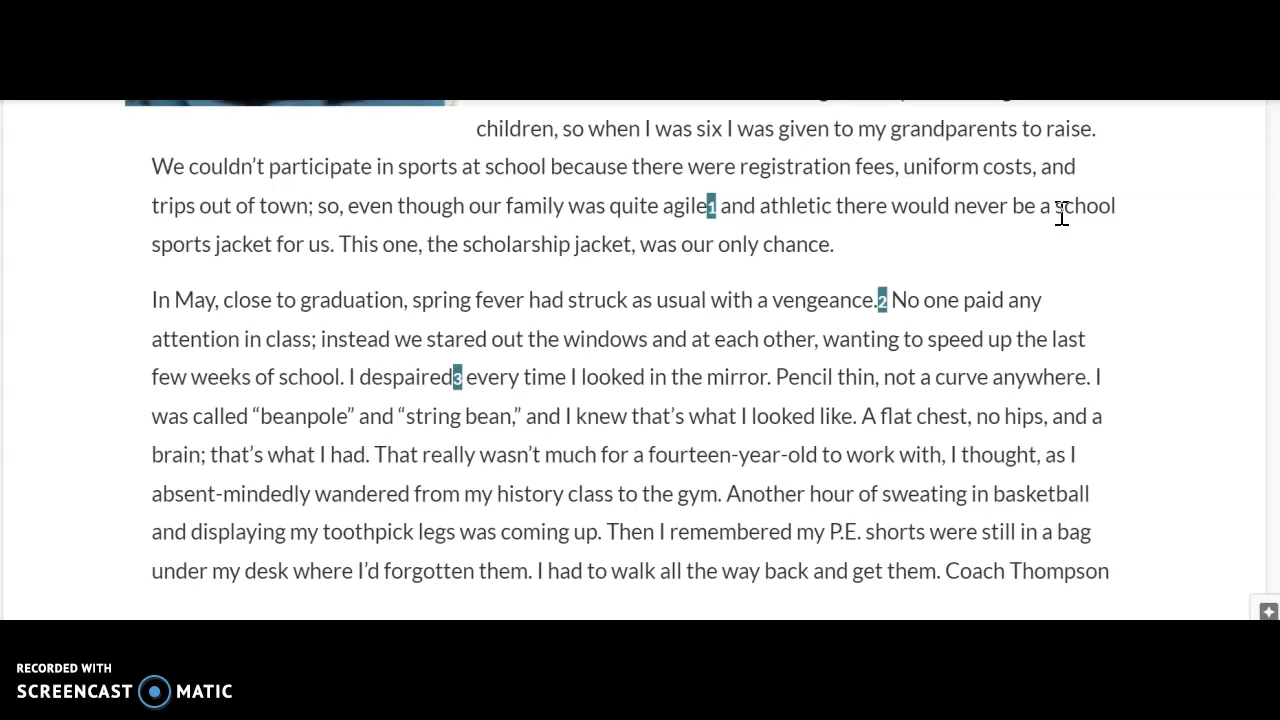 children, so when I was six I was given to my grandparents to raise.
We couldn’t participate in sports at school because there were registration fees, uniform costs, and
trips out of town; so, even though our family was quite agile1 and athletic there would never be a school
sports jacket for us. This one, the scholarship jacket, was our only chance.
In May, close to graduation, spring fever had struck as usual with a vengeance.2 No one paid any
attention in class; instead we stared out the windows and at each other, wanting to speed up the last
few weeks of school. I despaired3 every time I looked in the mirror. Pencil thin, not a curve anywhere. I
was called “beanpole” and “string bean,” and I knew that’s what I looked like. A flat chest, no hips, and a
brain; that’s what I had. That really wasn’t much for a fourteen-year-old to work with, I thought, as I
absent-mindedly wandered from my history class to the gym. Another hour of sweating in basketball
and displaying my toothpick legs was coming up. Then I remembered my P.E. shorts were still in a bag
under my desk where I’d forgotten them. I had to walk all the way back and get them. Coach Thompson
RECORDED WITH
SCREENCAST MATIC